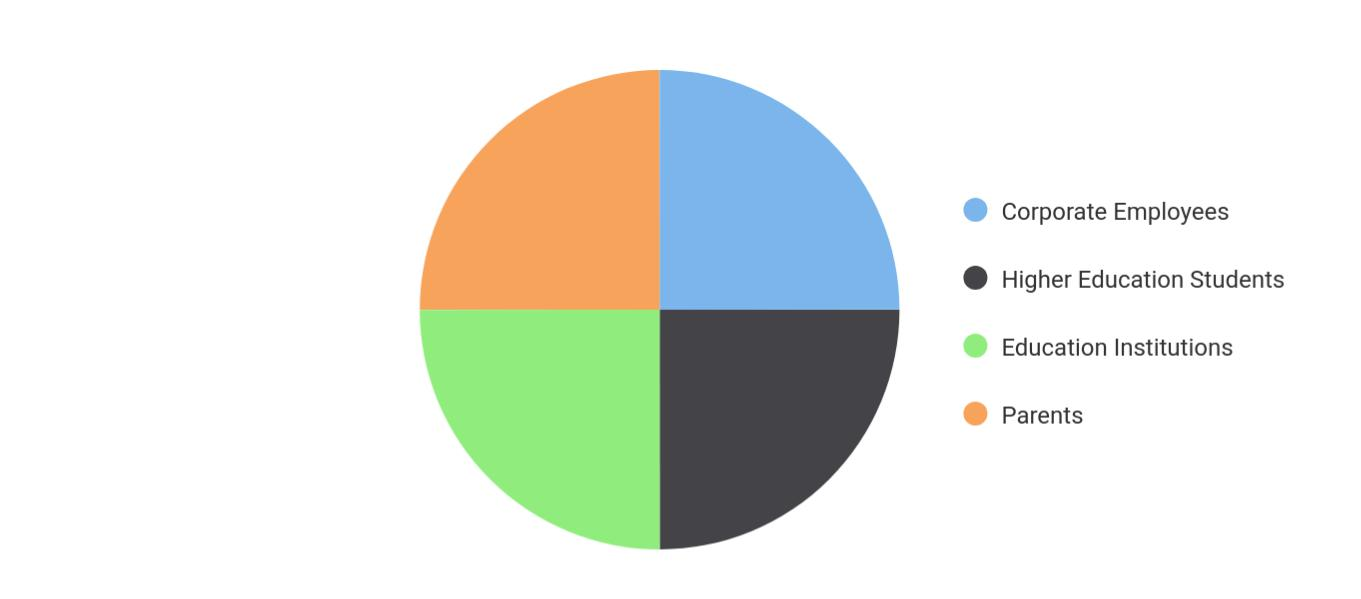 Corporate Employees
Higher Education Students
Education Institutions
Parents